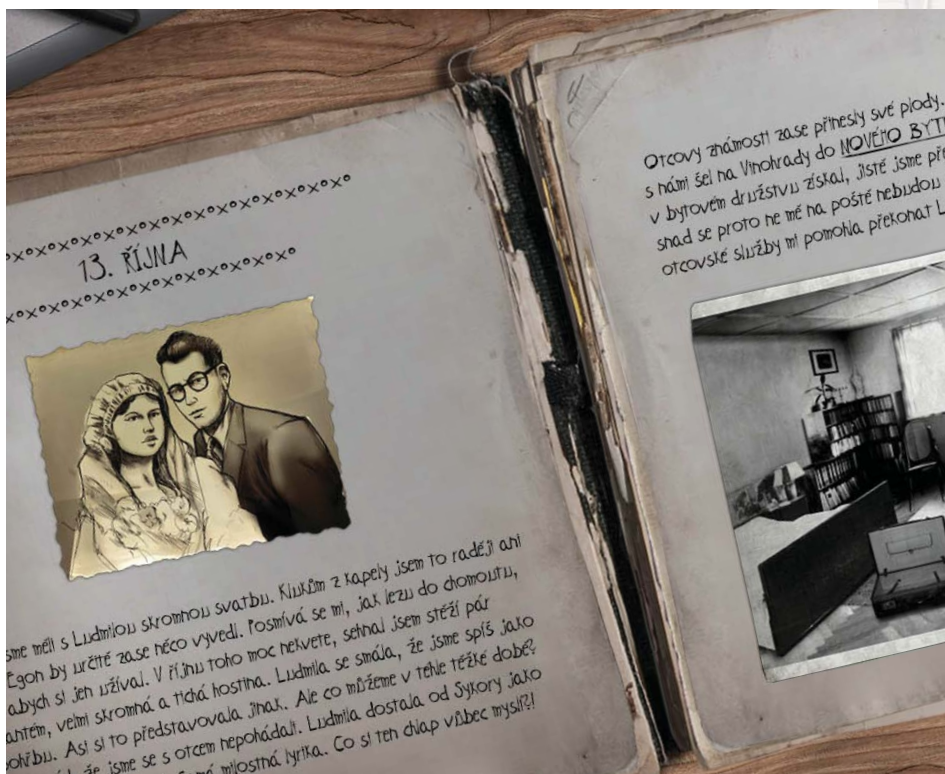 x°x°x°x°x°x°x°x°x°x°x°x°x°x°x°x
13. ŘÍJNA
x°x°x°x°x°x°x°x°x°x°x°x°x
sme měli s Ludmilou skromnou svatbu. Klukům z kapely jsem to raději ani
Egon by určitě zase něco vyvedl. Posmívá se mi, jak lezu do chomoutu,
abych si jen užíval. V říjnu toho moc nekvete, sehnal jsem stěží pár
velmi skromná a tichá hostina. Ludmila se smála, že jsme spíš jako
pohřbu. Asi si to představovala jinak. Ale co můžeme v téhle těžké době?
že jsme se s otcem nepohádali. Ludmila dostala od Sýkory jako
milostná lyrika. Co si ten chlap vůbec myslí?!
Otcovy známosti zase přinesly své plody.
s námi šel na Vinohrady do NOVÉHO BYT
v bytovém družstvu získal, jistě jsme pře
snad se proto ne mě na poště nebudou
otcovské služby mi pomohla překonat L